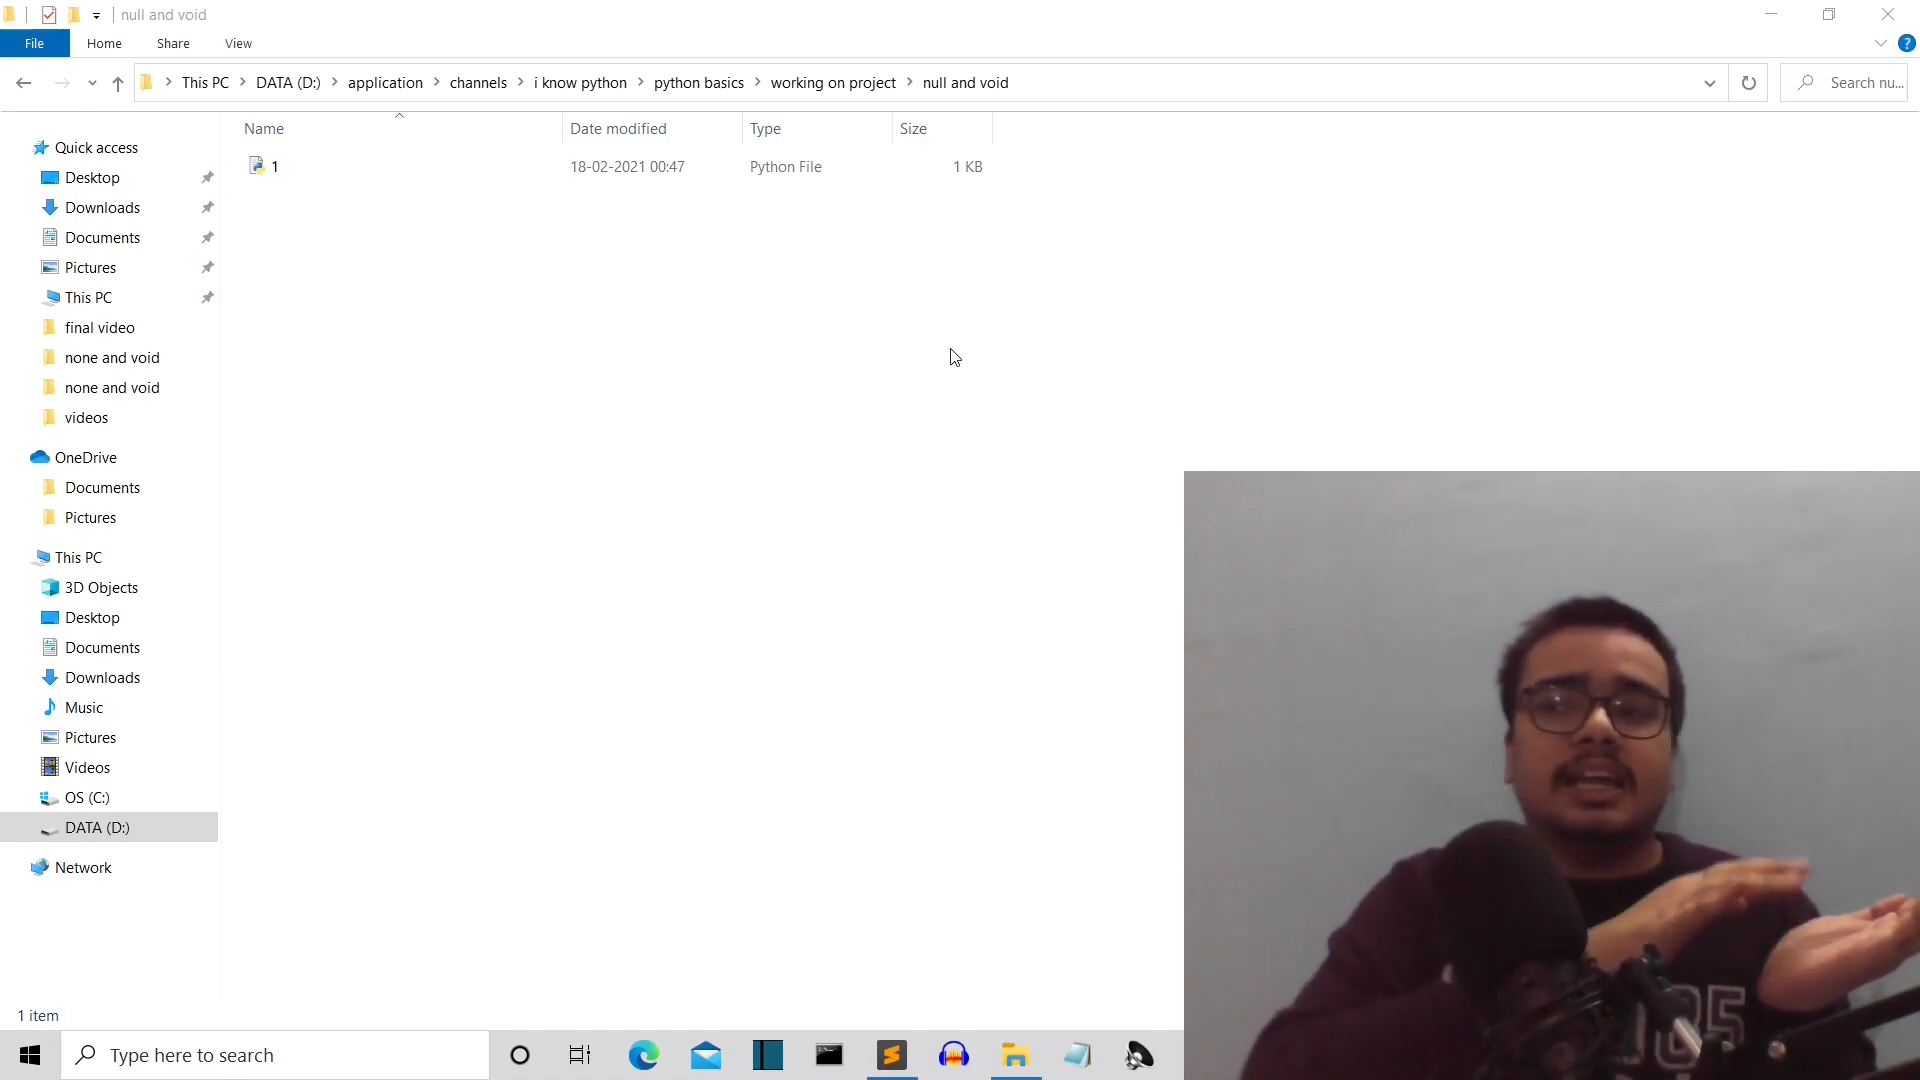 null and void
File Home Share View
This PC DATA (D:) application channels i know python python basics working on project null and void
Search nu...
Name Date modified Type Size
1 18-02-2021 00:47 Python File 1 KB
Quick access
Desktop
Downloads
Documents
Pictures
This PC
final video
none and void
none and void
videos
OneDrive
Documents
Pictures
This PC
3D Objects
Desktop
Documents
Downloads
Music
Pictures
Videos
OS (C:)
DATA (D:)
Network
1 item
Type here to search